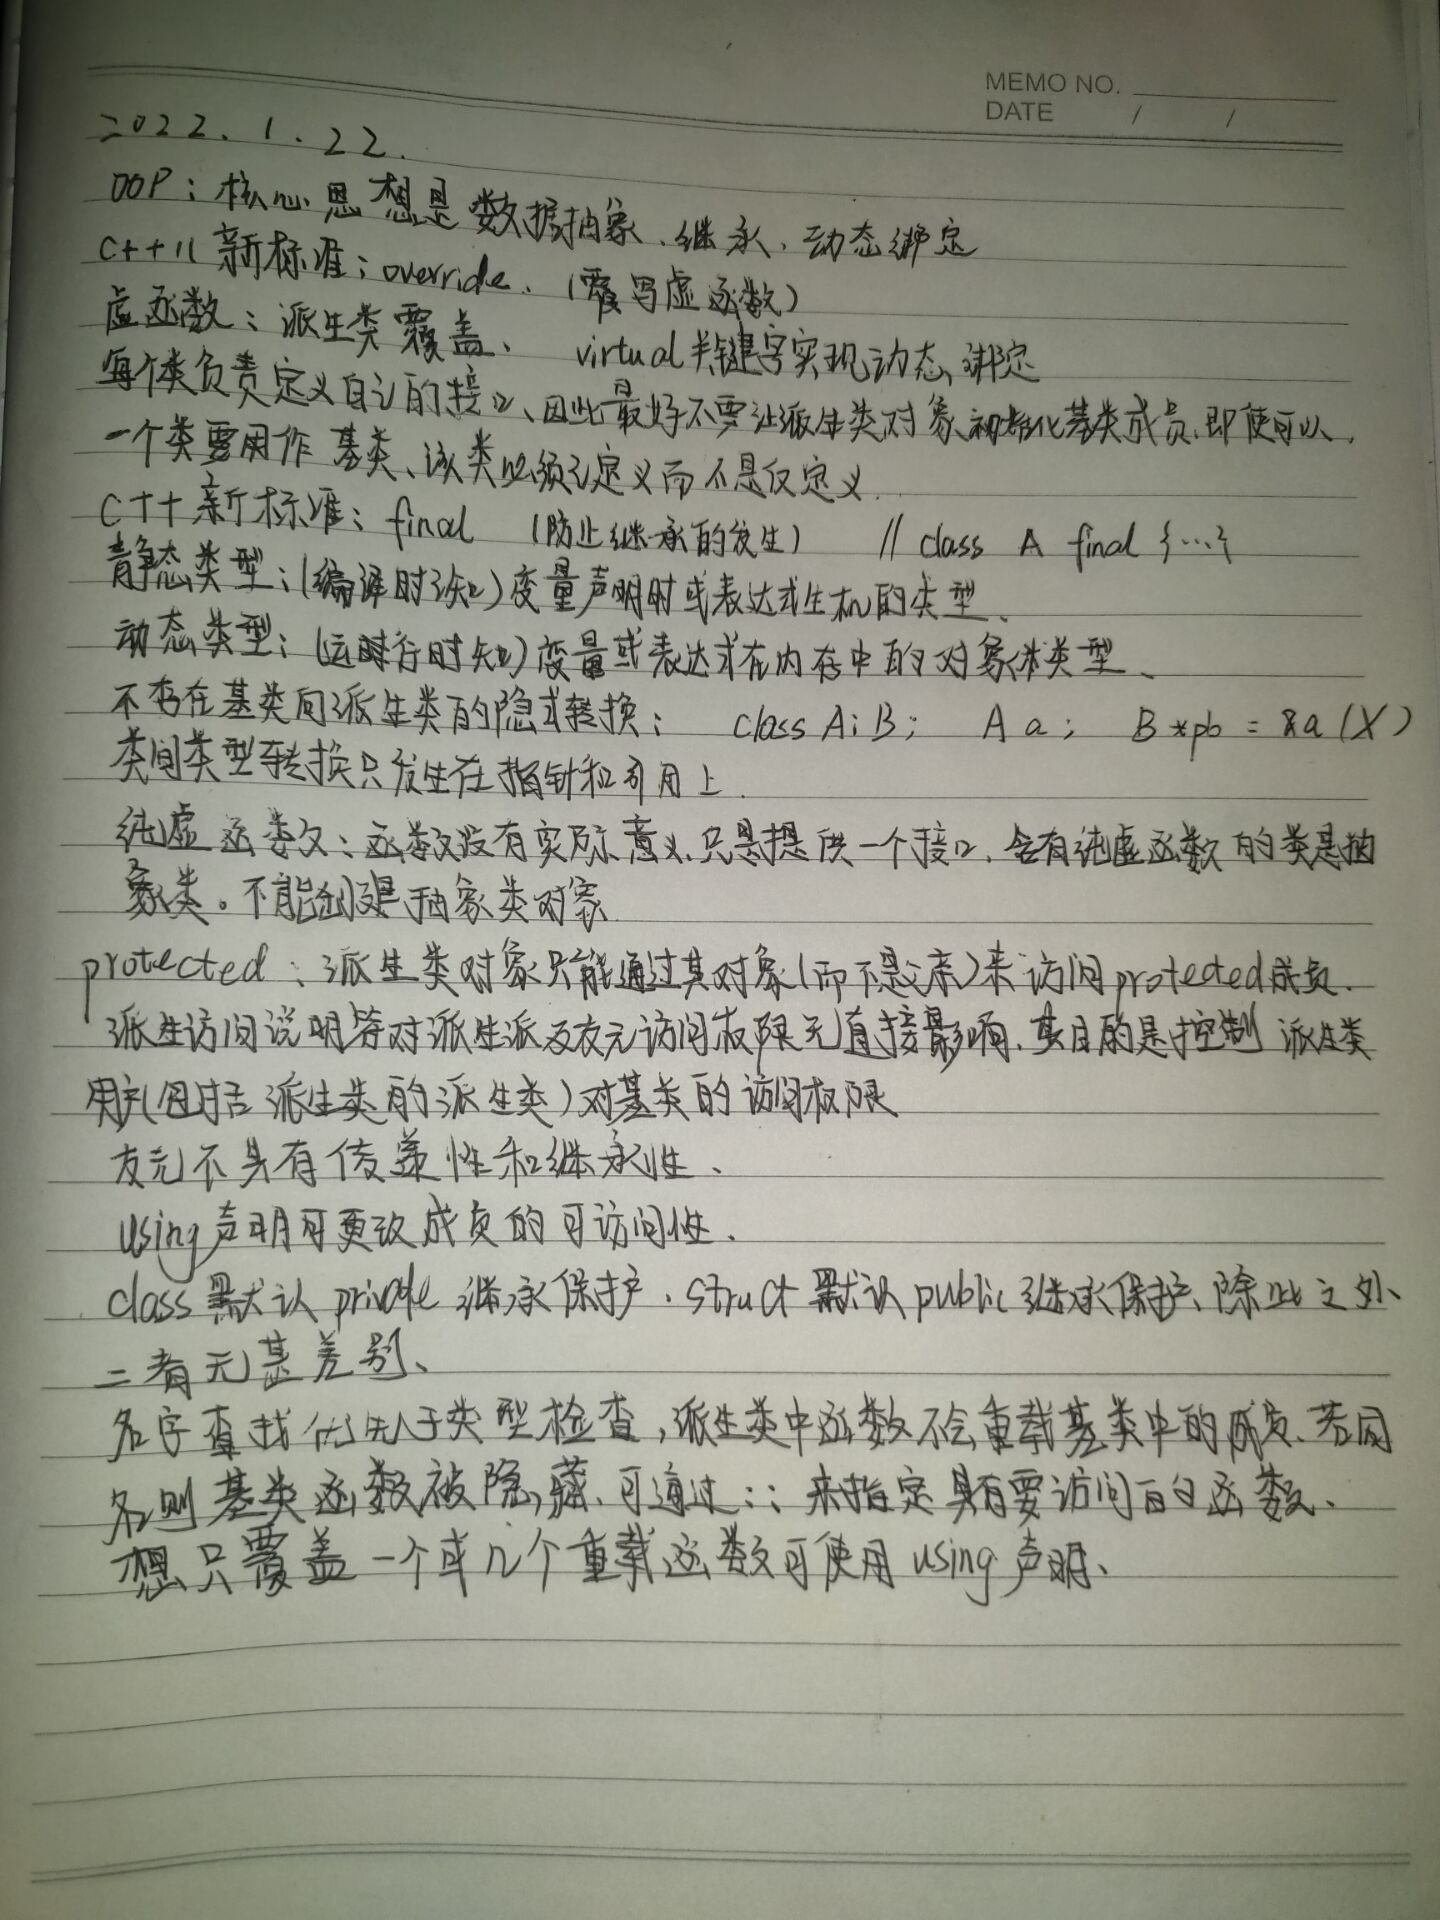 MEMO NO.
DATE / /
2022.1.22.
OOP：核心思想是数据抽象、继承、动态绑定
C++11新标准：override.（覆写虚函数）
虚函数：派生类覆盖、 virtual关键字实现动态绑定
每个类负责定义自己的接口、因此最好不要让派生类对象初始化基类成员、即使可以.
一个类要用作基类、该类必须已定义而不是仅定义.
C++新标准：final （防止继承的发生） // class A final {…}
静态类型：（编译时已知）变量声明时或表达式生成的类型、
动态类型：（运行时知）变量或表达式在内存中的对象体类型、
不存在基类向派生类的隐式转换： class A:B； A a； B *pb = &a (X)
类间类型转换只发生在指针和引用上.
纯虚函数：函数没有实际意义.只是提供一个接口、含有纯虚函数的类是抽
象类。不能创建抽象类对象
protected：派生类对象只能通过其对象（而不是父亲）来访问protected成员.
派生访问说明符对派生派及友元访问权限无直接影响.其目的是控制派生类
用户（包括派生类的派生类）对基类的访问权限
友元不具有传递性和继承性、
using声明可更改成员的可访问性、
class默认private继承保护.struct默认public继承保护、除此之外
二者无甚差别、
名字查找优先于类型检查，派生类中函数不会重载基类中的成员、若同
名则基类函数被隐藏、可通过：：来指定具有要访问的函数、
想只覆盖一个或几个重载函数可使用using声明、